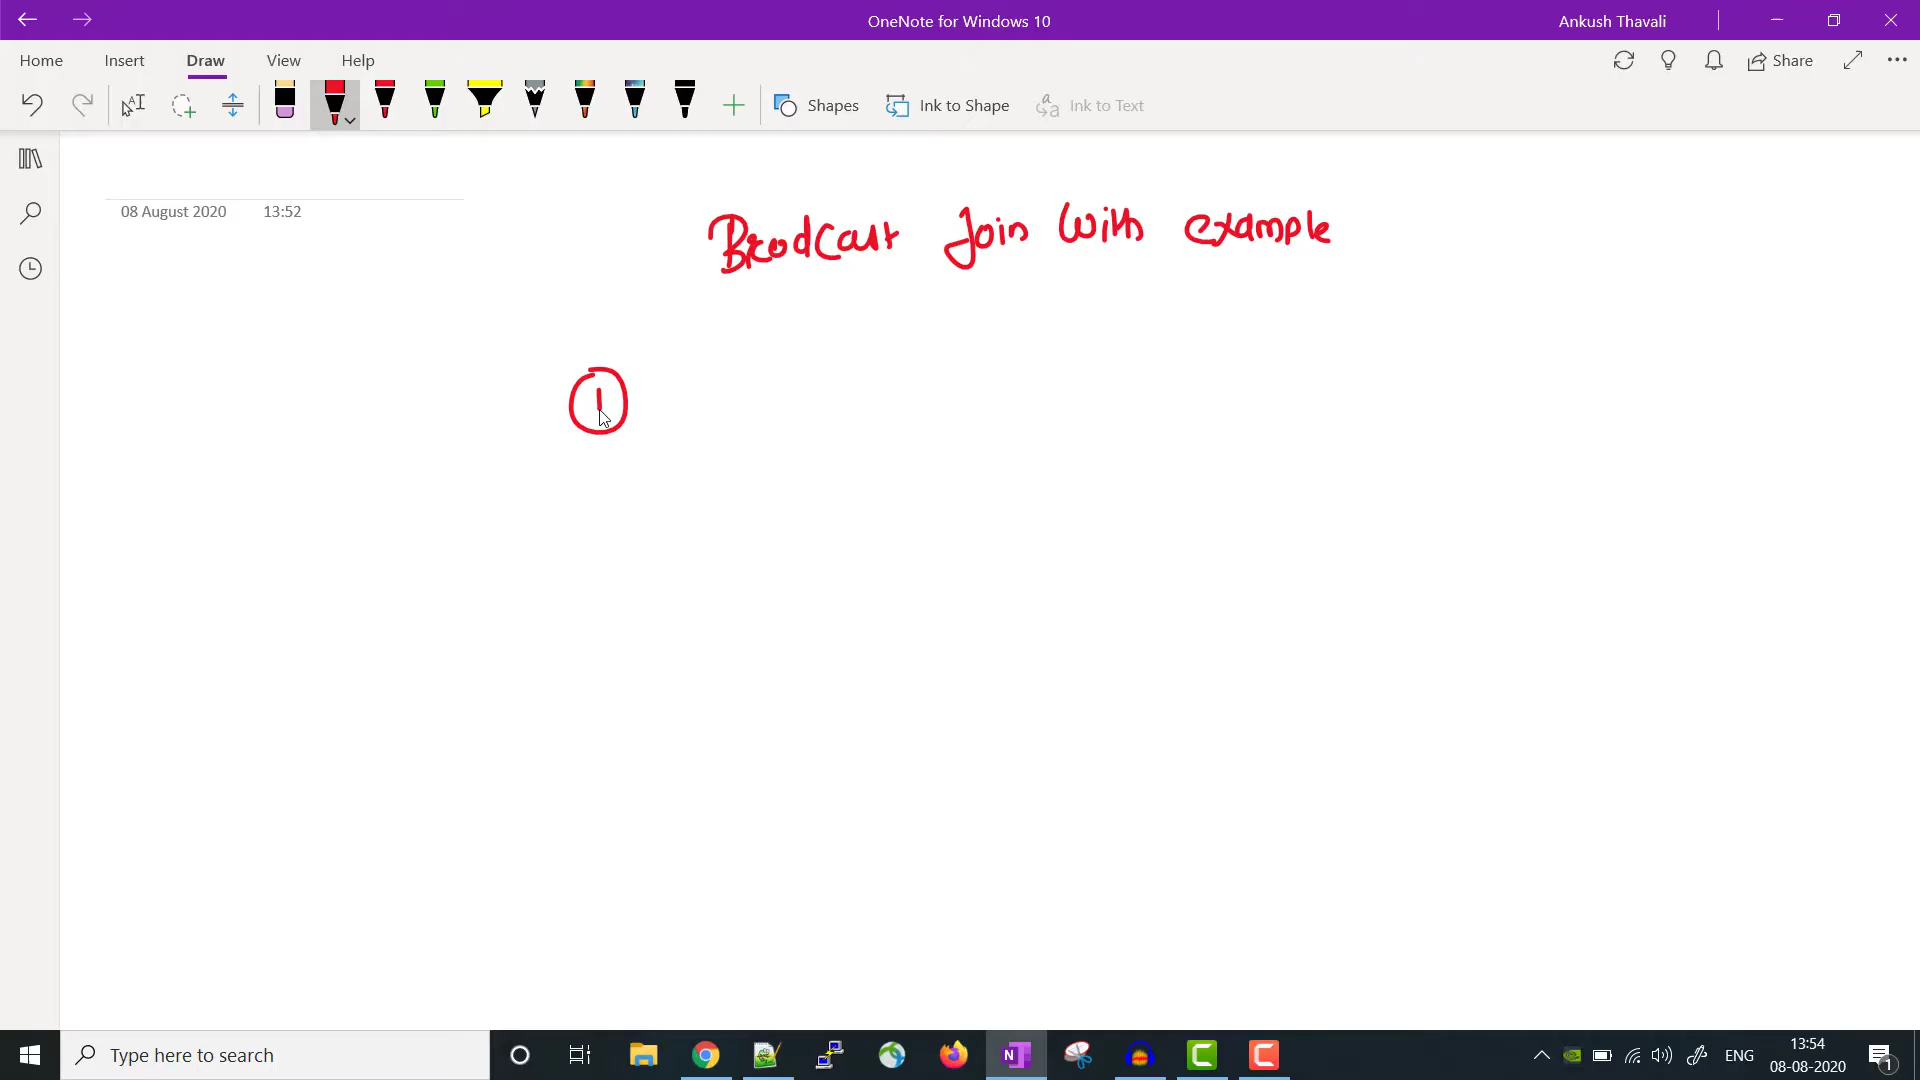 OneNote for Windows 10
Ankush Thavali
Home Insert Draw View Help
Share
Shapes Ink to Shape Ink to Text
08 August 2020 13:52
Brodcast Join With example
1
Type here to search
ENG
13:54
08-08-2020
1